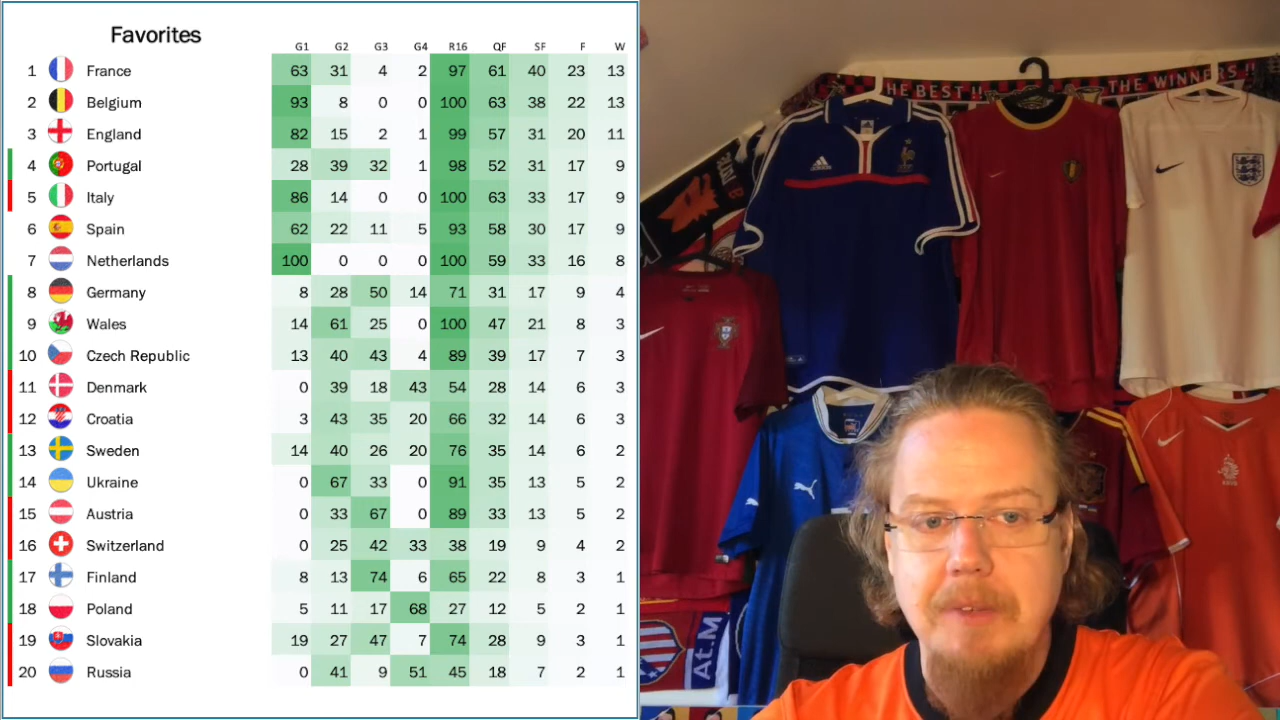 Favorites
G1 G2 G3 G4 R16 QF SF F W
1 France 63 31 4 2 97 61 40 23 13
2 Belgium 93 8 0 0 100 63 38 22 13
3 England 82 15 2 1 99 57 31 20 11
4 Portugal 28 39 32 1 98 52 31 17 9
5 Italy 86 14 0 0 100 63 33 17 9
6 Spain 62 22 11 5 93 58 30 17 9
7 Netherlands 100 0 0 0 100 59 33 16 8
8 Germany 8 28 50 14 71 31 17 9 4
9 Wales 14 61 25 0 100 47 21 8 3
10 Czech Republic 13 40 43 4 89 39 17 7 3
11 Denmark 0 39 18 43 54 28 14 6 3
12 Croatia 3 43 35 20 66 32 14 6 3
13 Sweden 14 40 26 20 76 35 14 6 2
14 Ukraine 0 67 33 0 91 35 13 5 2
15 Austria 0 33 67 0 89 33 13 5 2
16 Switzerland 0 25 42 33 38 19 9 4 2
17 Finland 8 13 74 6 65 22 8 3 1
18 Poland 5 11 17 68 27 12 5 2 1
19 Slovakia 19 27 47 7 74 28 9 3 1
20 Russia 0 41 9 51 45 18 7 2 1
HE BEST !! THE WINNERS !!
At.M